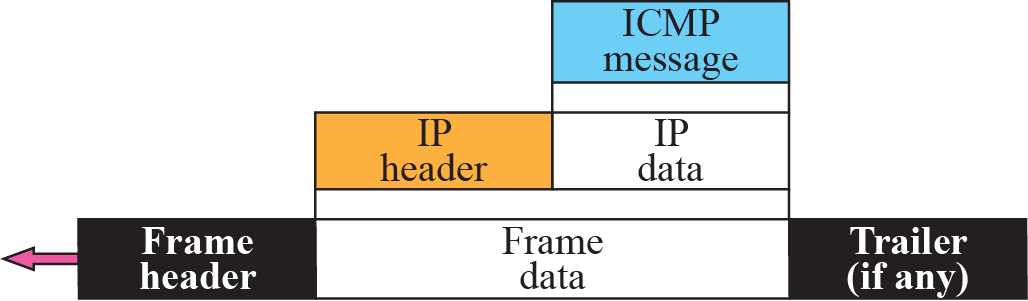 ICMP
message
IP
header
IP
data
Frame
header
Frame
data
Trailer
(if any)